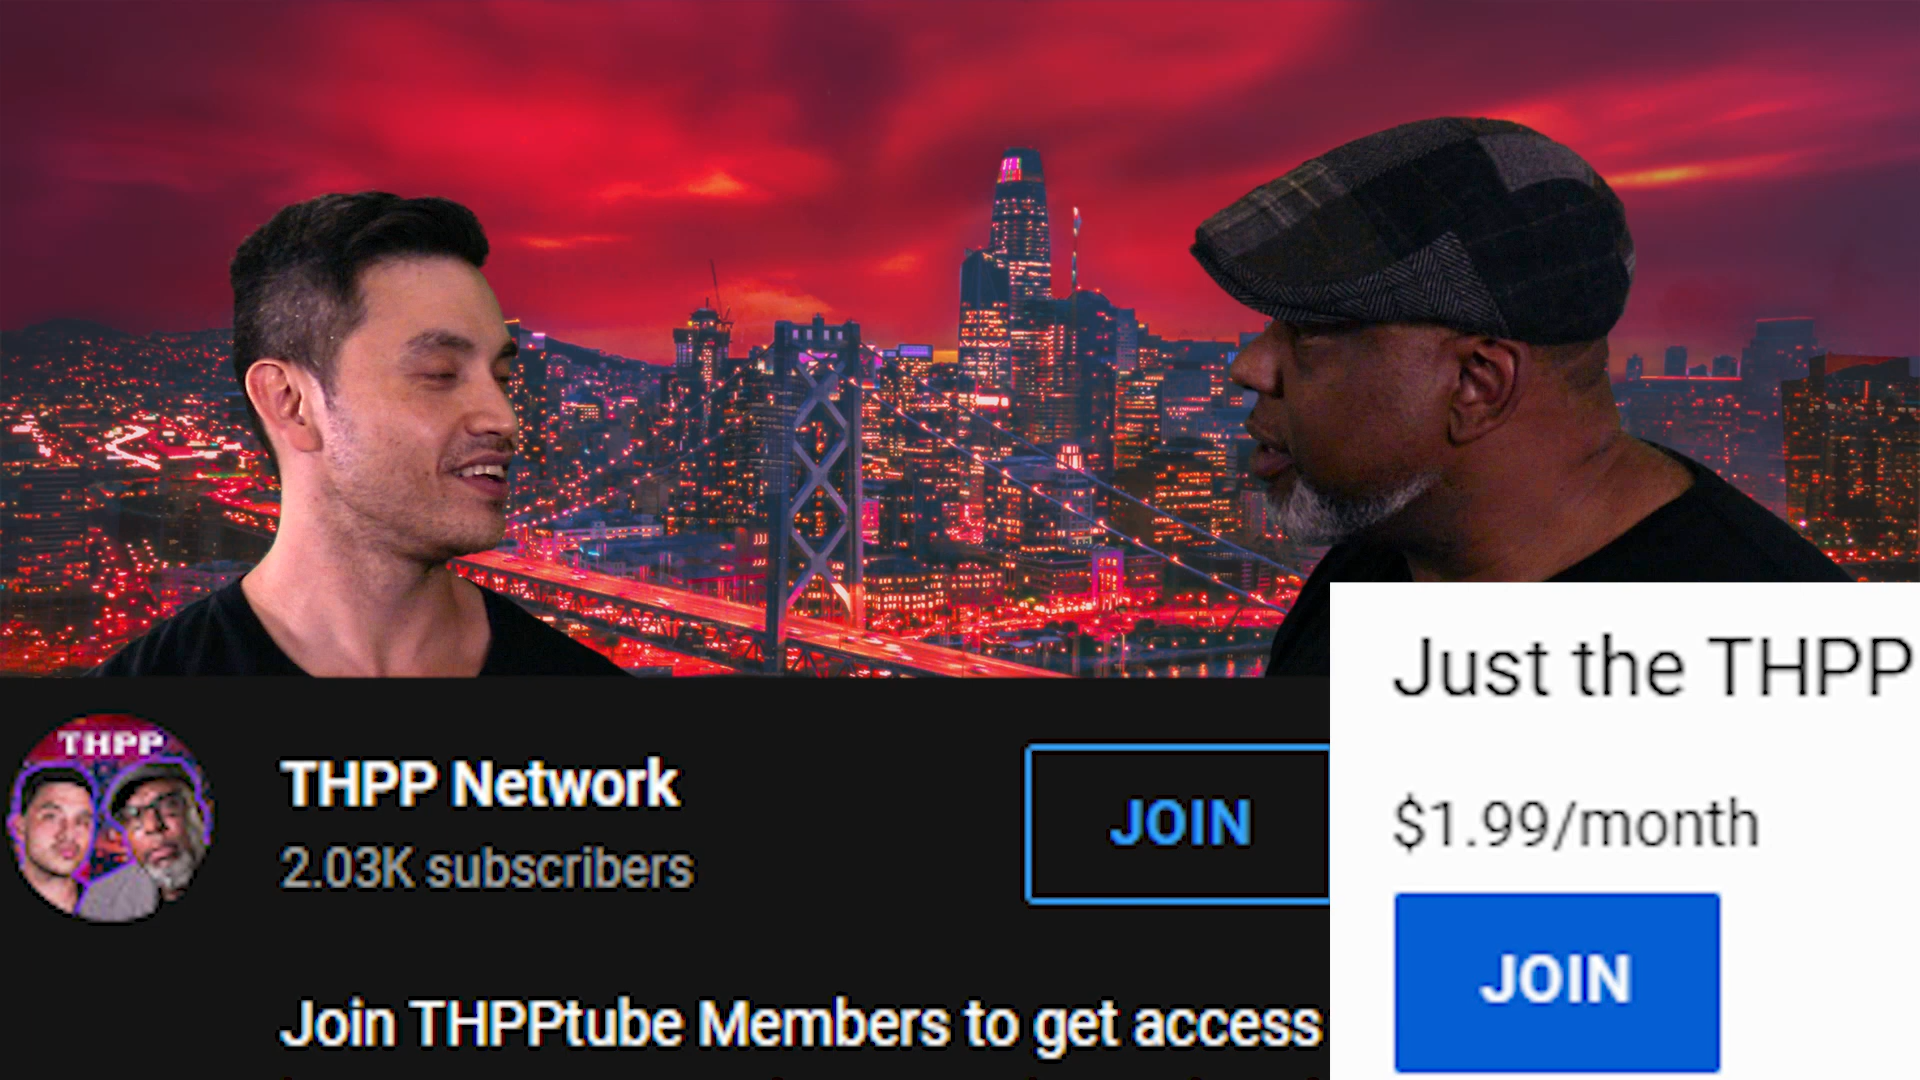 THPP
THPP Network
2.03K subscribers
JOIN
Join THPPtube Members to get access
Just the THPP
$1.99/month
JOIN